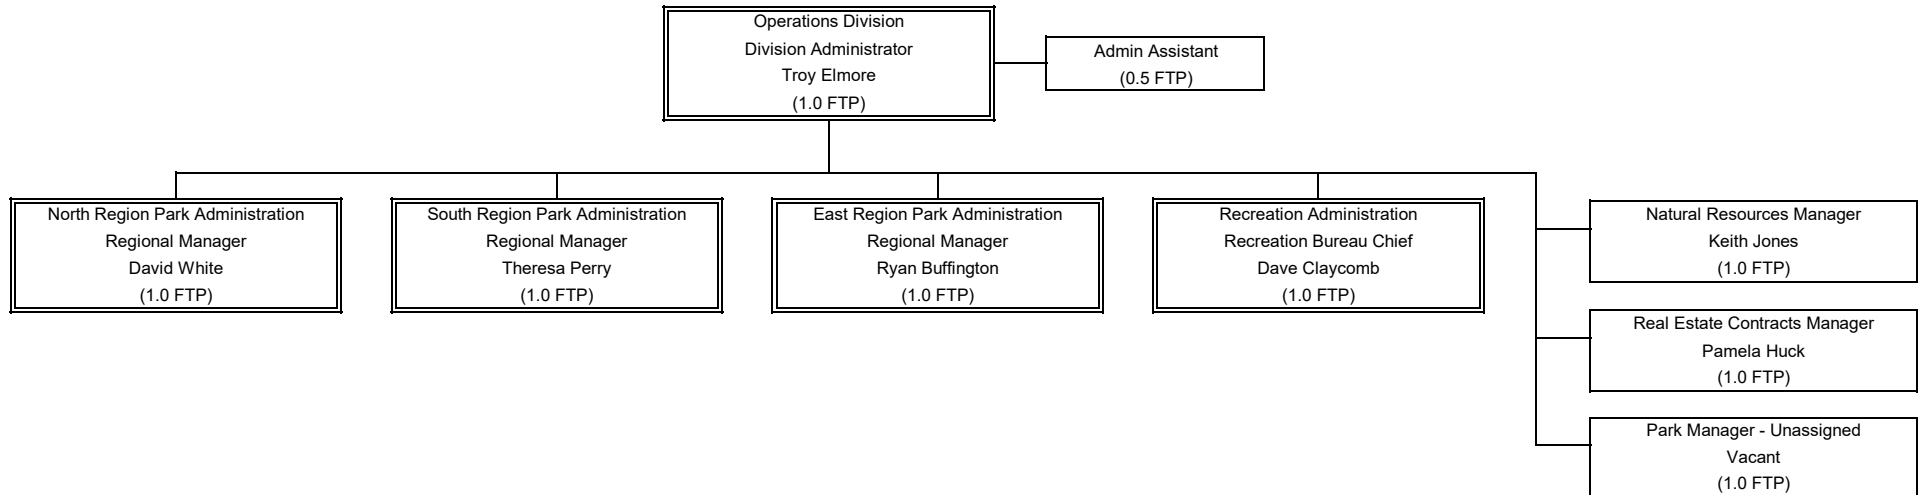 Operations Division
Division Administrator
Troy Elmore
(1.0 FTP)
Admin Assistant
(0.5 FTP)
North Region Park Administration
Regional Manager
David White
(1.0 FTP)
South Region Park Administration
Regional Manager
Theresa Perry
(1.0 FTP)
East Region Park Administration
Regional Manager
Ryan Buffington
(1.0 FTP)
Recreation Administration
Recreation Bureau Chief
Dave Claycomb
(1.0 FTP)
Natural Resources Manager
Keith Jones
(1.0 FTP)
Real Estate Contracts Manager
Pamela Huck
(1.0 FTP)
Park Manager - Unassigned
Vacant
(1.0 FTP)